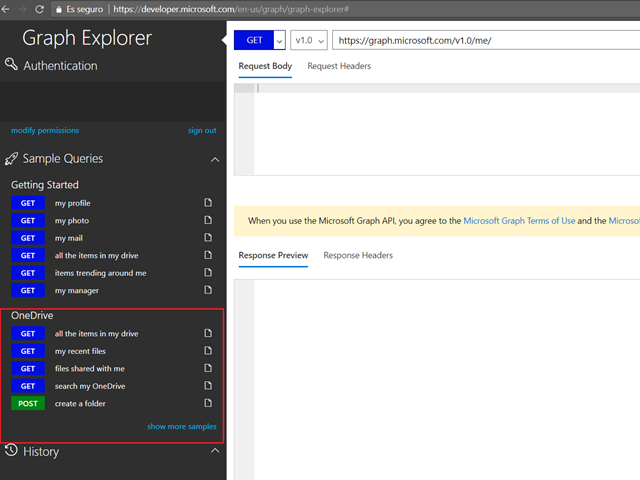 Es seguro | https://developer.microsoft.com/en-us/graph/graph-explorer#
Graph Explorer
Authentication
modify permissions sign out
Sample Queries
Getting Started
GET my profile
GET my photo
GET my mail
GET all the items in my drive
GET items trending around me
GET my manager
OneDrive
GET all the items in my drive
GET my recent files
GET files shared with me
GET search my OneDrive
POST create a folder
show more samples
History
GET v1.0 https://graph.microsoft.com/v1.0/me/
Request Body Request Headers
When you use the Microsoft Graph API, you agree to the Microsoft Graph Terms of Use and the Microso
Response Preview Response Headers